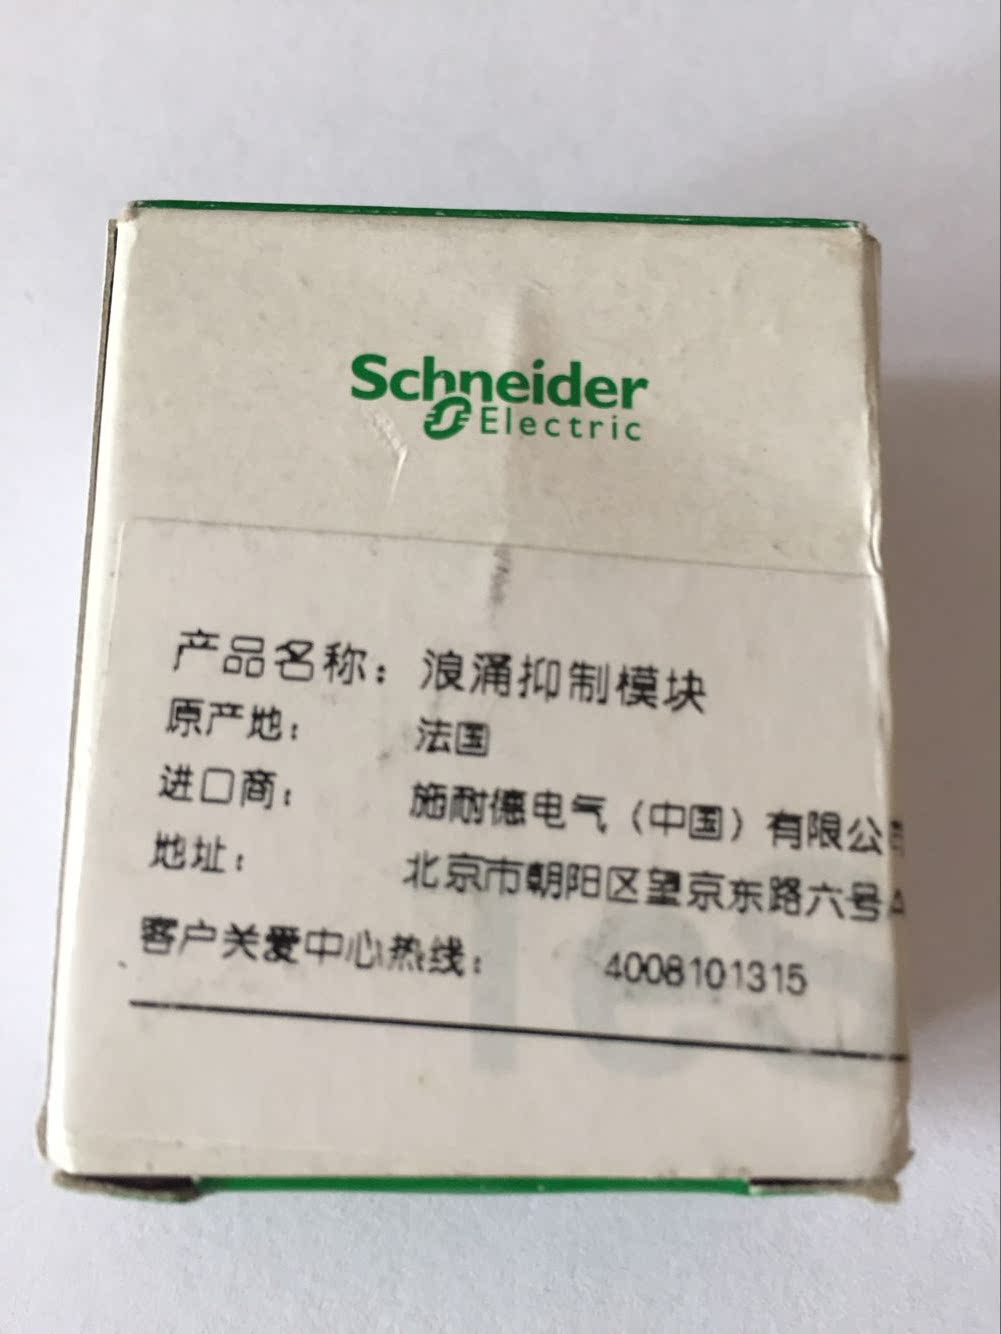 Schneider
Electric
产品名称：浪涌抑制模块
原产地： 法国
进口商： 施耐德电气（中国）有限公
地址： 北京市朝阳区望京东路六号
客户关爱中心热线： 4008101315